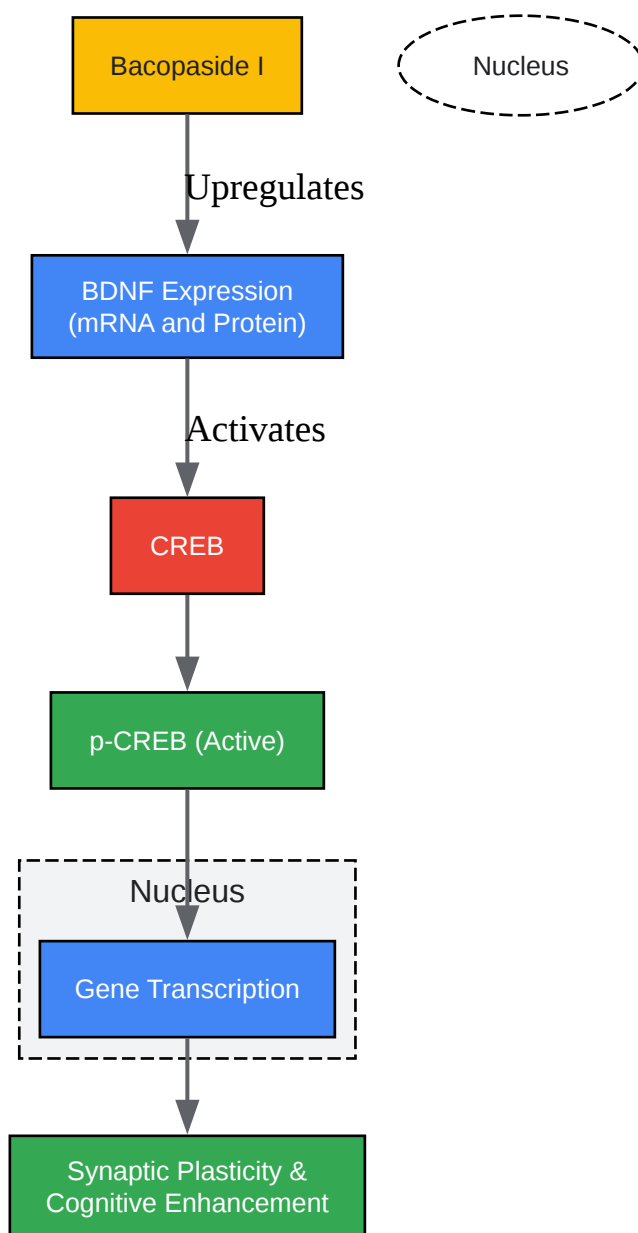 Bacopaside I
Nucleus
Upregulates
BDNF Expression
(mRNA and Protein)
Activates
CREB
p-CREB (Active)
Nucleus
Gene Transcription
Synaptic Plasticity &
Cognitive Enhancement